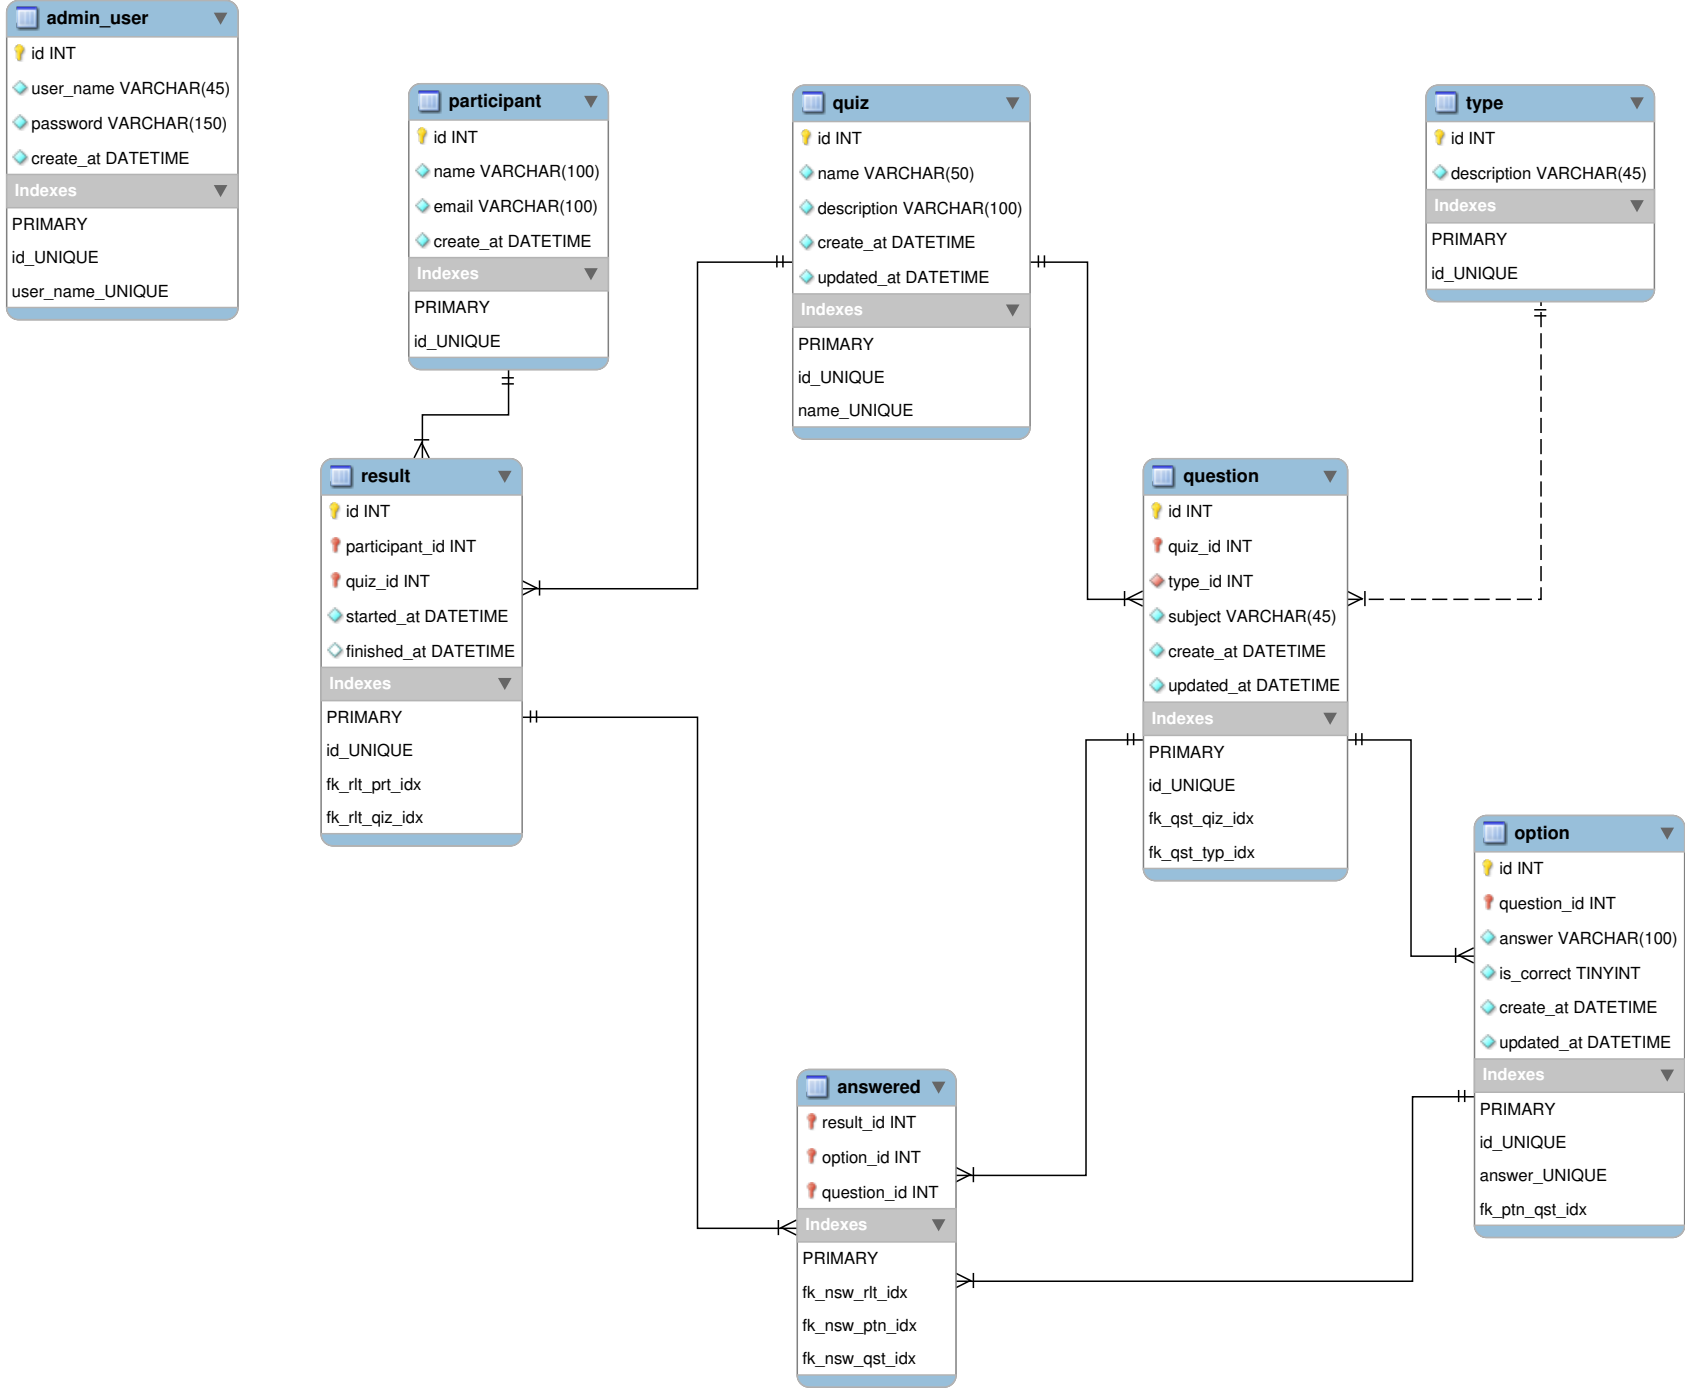 admin_user
id INT
user_name VARCHAR(45)
password VARCHAR(150)
create_at DATETIME
Indexes
PRIMARY
id_UNIQUE
user_name_UNIQUE
participant
id INT
name VARCHAR(100)
email VARCHAR(100)
create_at DATETIME
Indexes
PRIMARY
id_UNIQUE
quiz
id INT
name VARCHAR(50)
description VARCHAR(100)
create_at DATETIME
updated_at DATETIME
Indexes
PRIMARY
id_UNIQUE
name_UNIQUE
type
id INT
description VARCHAR(45)
Indexes
PRIMARY
id_UNIQUE
result
id INT
participant_id INT
quiz_id INT
started_at DATETIME
finished_at DATETIME
Indexes
PRIMARY
id_UNIQUE
fk_rlt_prt_idx
fk_rlt_qiz_idx
question
id INT
quiz_id INT
type_id INT
subject VARCHAR(45)
create_at DATETIME
updated_at DATETIME
Indexes
PRIMARY
id_UNIQUE
fk_qst_qiz_idx
fk_qst_typ_idx
option
id INT
question_id INT
answer VARCHAR(100)
is_correct TINYINT
create_at DATETIME
updated_at DATETIME
Indexes
PRIMARY
id_UNIQUE
answer_UNIQUE
fk_ptn_qst_idx
answered
result_id INT
option_id INT
question_id INT
Indexes
PRIMARY
fk_nsw_rlt_idx
fk_nsw_ptn_idx
fk_nsw_qst_idx